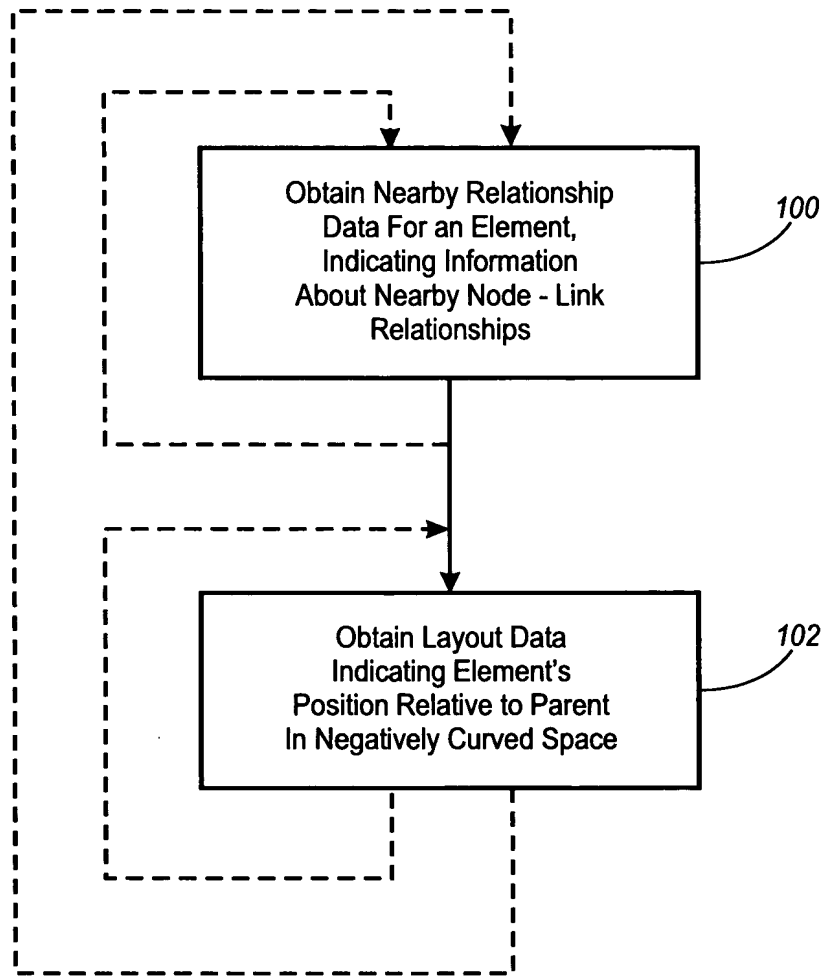 Obtain Nearby Relationship
Data For an Element,
Indicating Information
About Nearby Node - Link
Relationships
100
Obtain Layout Data
Indicating Element's
Position Relative to Parent
In Negatively Curved Space
102